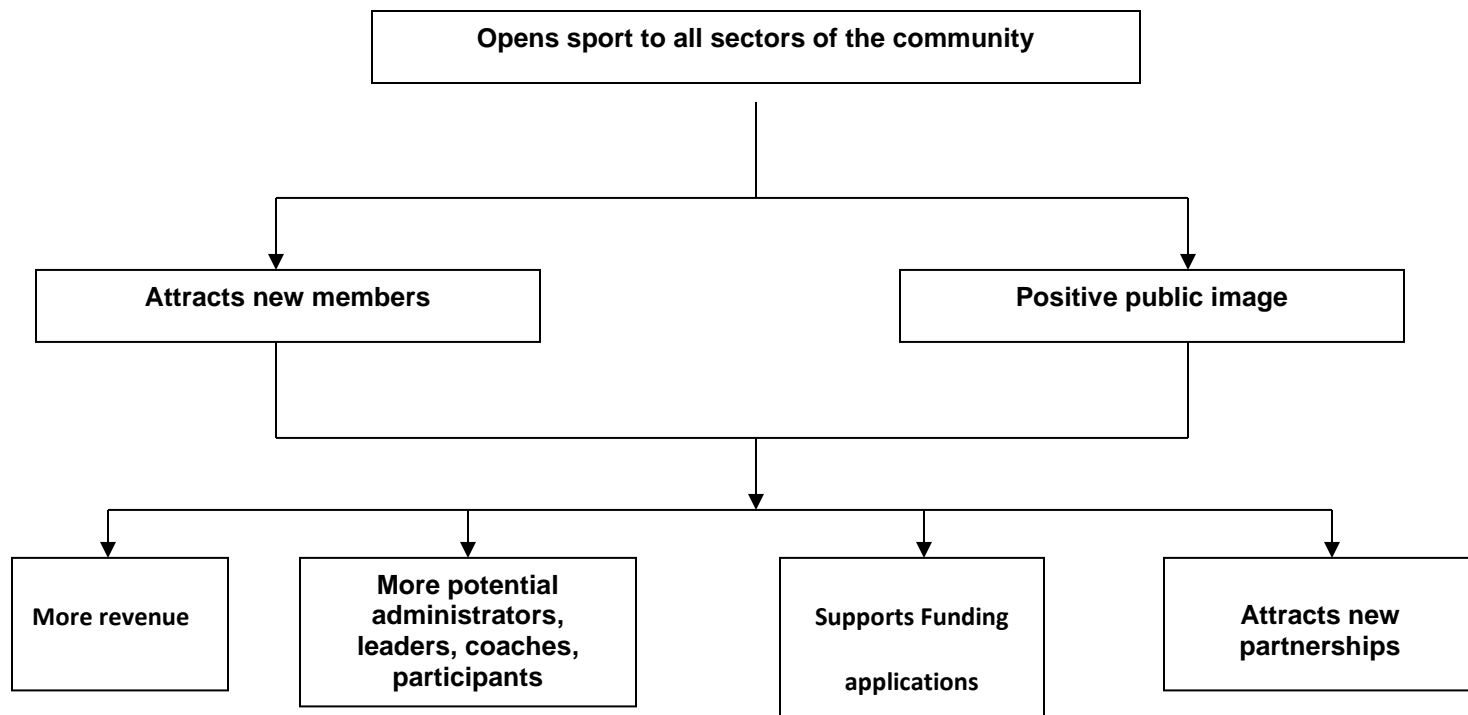 Opens sport to all sectors of the community
Attracts new members
Positive public image
More revenue
More potential
administrators,
leaders, coaches,
participants
Supports Funding
applications
Attracts new
partnerships